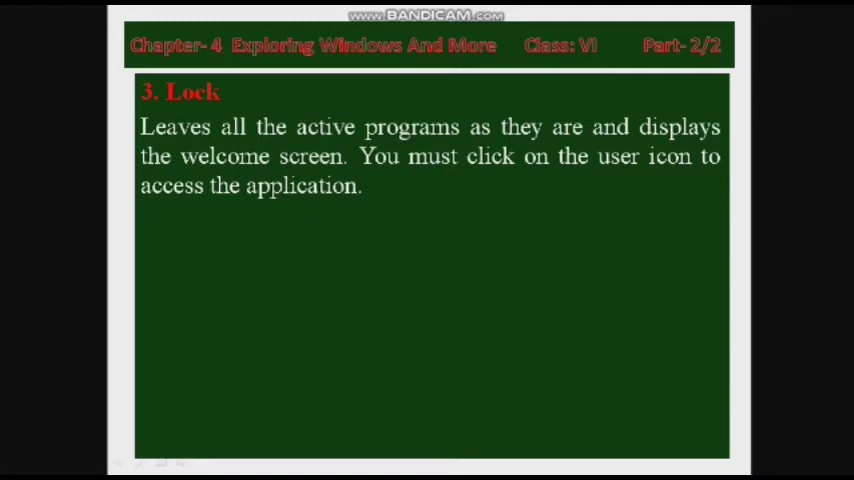 www.BANDICAM.com
Chapter- 4 Exploring Windows And More Class: VI Part- 2/2
3. Lock
Leaves all the active programs as they are and displays
the welcome screen. You must click on the user icon to
access the application.